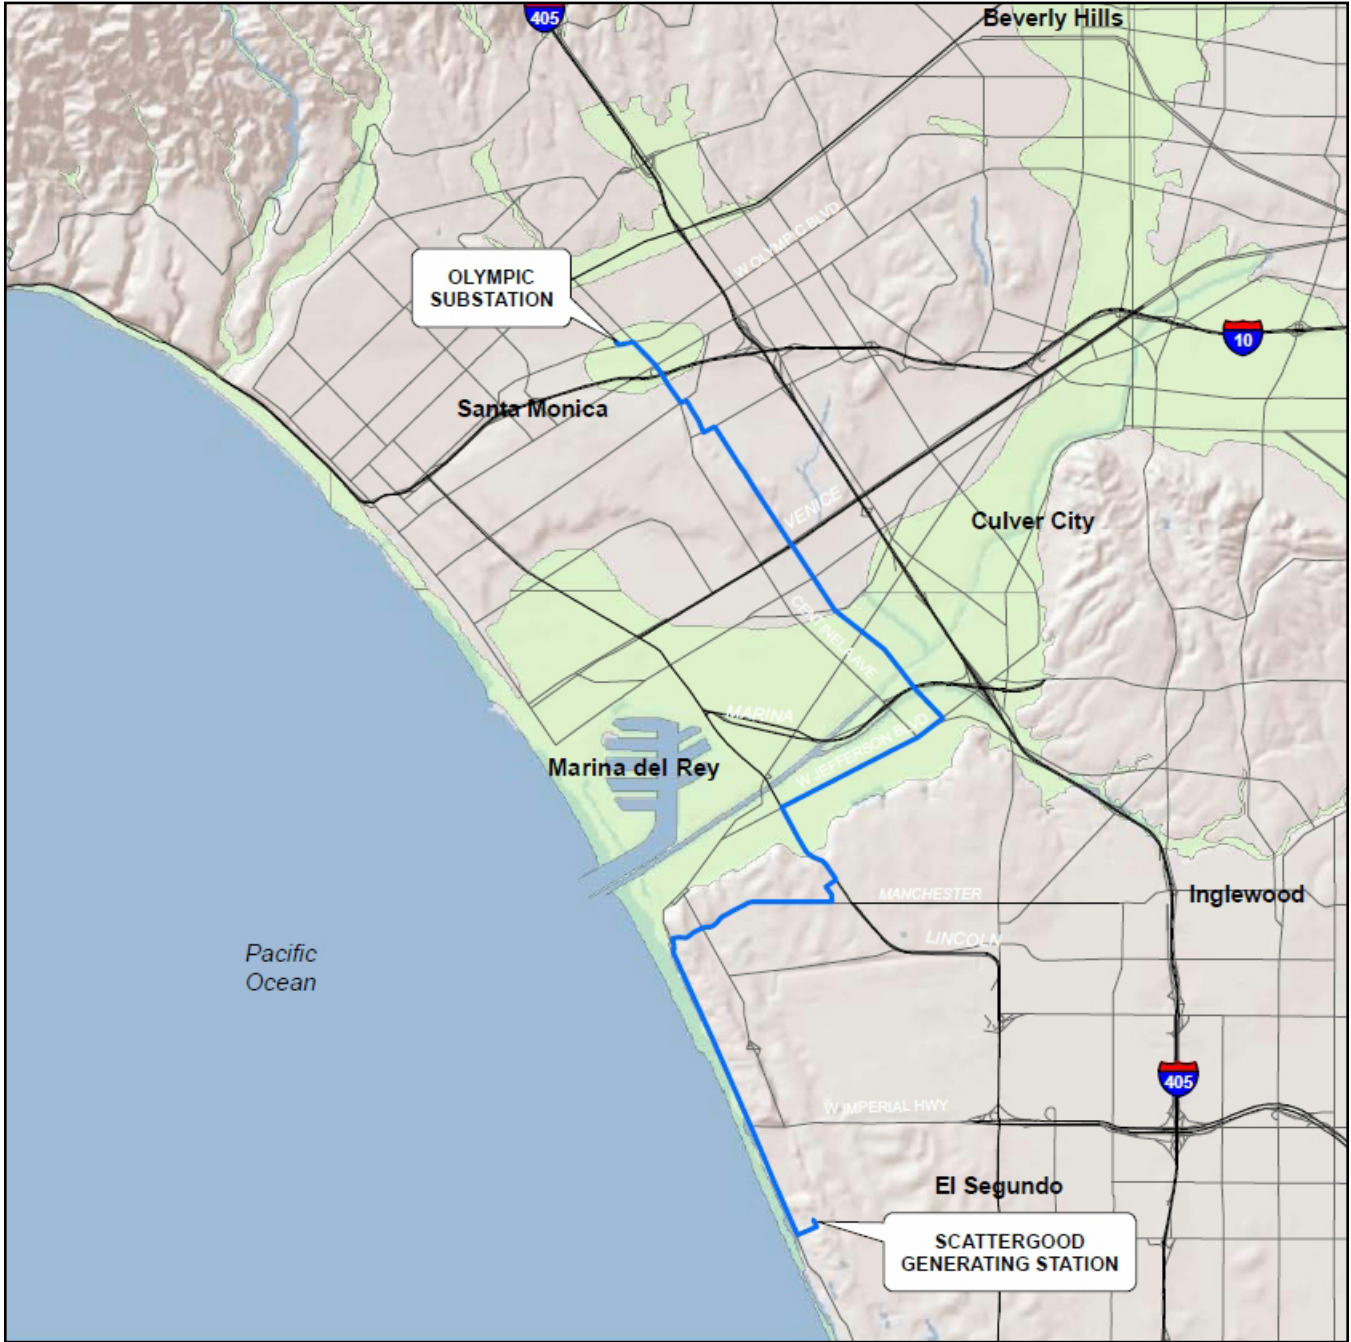 405
Beverly Hills
W OLYMPIC BLVD
OLYMPIC
SUBSTATION
10
Santa Monica
VENICE
Culver City
CENTINELA AVE
MARINA
W JEFFERSON BLVD
Marina del Rey
MANCHESTER
Inglewood
LINCOLN
Pacific
Ocean
405
W IMPERIAL HWY
El Segundo
SCATTERGOOD
GENERATING STATION